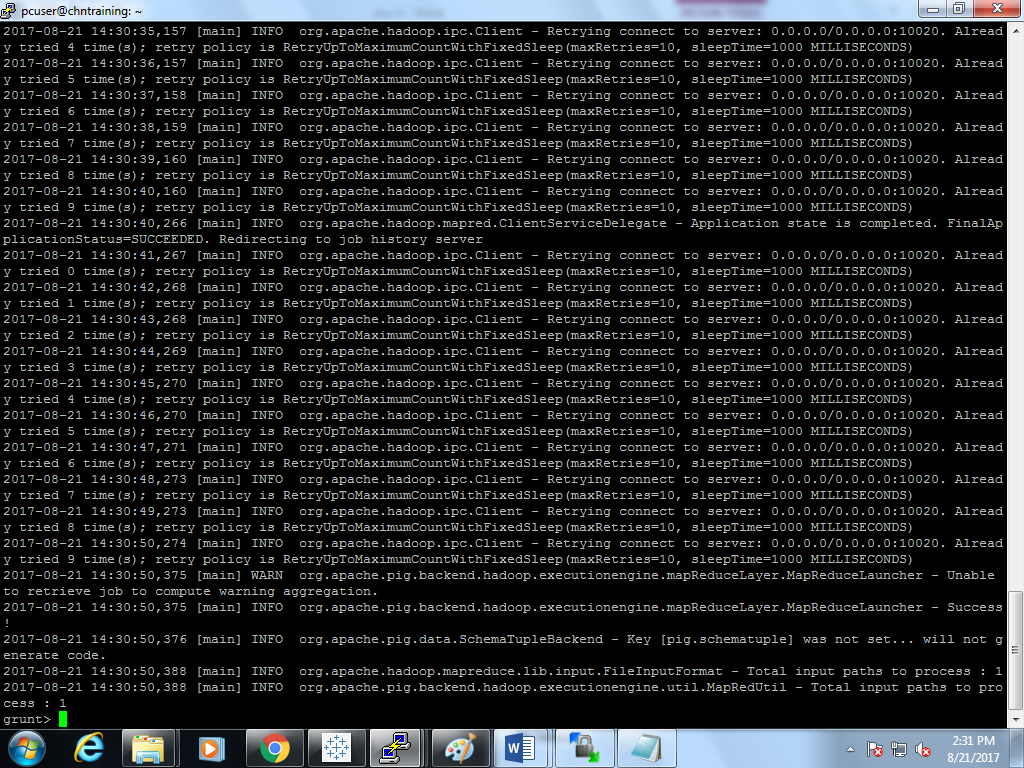 pcuser@chntraining: ~
2017-08-21 14:30:35,157 [main] INFO  org.apache.hadoop.ipc.Client - Retrying connect to server: 0.0.0.0/0.0.0.0:10020. Alread
y tried 4 time(s); retry policy is RetryUpToMaximumCountWithFixedSleep(maxRetries=10, sleepTime=1000 MILLISECONDS)
2017-08-21 14:30:36,157 [main] INFO  org.apache.hadoop.ipc.Client - Retrying connect to server: 0.0.0.0/0.0.0.0:10020. Alread
y tried 5 time(s); retry policy is RetryUpToMaximumCountWithFixedSleep(maxRetries=10, sleepTime=1000 MILLISECONDS)
2017-08-21 14:30:37,158 [main] INFO  org.apache.hadoop.ipc.Client - Retrying connect to server: 0.0.0.0/0.0.0.0:10020. Alread
y tried 6 time(s); retry policy is RetryUpToMaximumCountWithFixedSleep(maxRetries=10, sleepTime=1000 MILLISECONDS)
2017-08-21 14:30:38,159 [main] INFO  org.apache.hadoop.ipc.Client - Retrying connect to server: 0.0.0.0/0.0.0.0:10020. Alread
y tried 7 time(s); retry policy is RetryUpToMaximumCountWithFixedSleep(maxRetries=10, sleepTime=1000 MILLISECONDS)
2017-08-21 14:30:39,160 [main] INFO  org.apache.hadoop.ipc.Client - Retrying connect to server: 0.0.0.0/0.0.0.0:10020. Alread
y tried 8 time(s); retry policy is RetryUpToMaximumCountWithFixedSleep(maxRetries=10, sleepTime=1000 MILLISECONDS)
2017-08-21 14:30:40,160 [main] INFO  org.apache.hadoop.ipc.Client - Retrying connect to server: 0.0.0.0/0.0.0.0:10020. Alread
y tried 9 time(s); retry policy is RetryUpToMaximumCountWithFixedSleep(maxRetries=10, sleepTime=1000 MILLISECONDS)
2017-08-21 14:30:40,266 [main] INFO  org.apache.hadoop.mapred.ClientServiceDelegate - Application state is completed. FinalAp
plicationStatus=SUCCEEDED. Redirecting to job history server
2017-08-21 14:30:41,267 [main] INFO  org.apache.hadoop.ipc.Client - Retrying connect to server: 0.0.0.0/0.0.0.0:10020. Alread
y tried 0 time(s); retry policy is RetryUpToMaximumCountWithFixedSleep(maxRetries=10, sleepTime=1000 MILLISECONDS)
2017-08-21 14:30:42,268 [main] INFO  org.apache.hadoop.ipc.Client - Retrying connect to server: 0.0.0.0/0.0.0.0:10020. Alread
y tried 1 time(s); retry policy is RetryUpToMaximumCountWithFixedSleep(maxRetries=10, sleepTime=1000 MILLISECONDS)
2017-08-21 14:30:43,268 [main] INFO  org.apache.hadoop.ipc.Client - Retrying connect to server: 0.0.0.0/0.0.0.0:10020. Alread
y tried 2 time(s); retry policy is RetryUpToMaximumCountWithFixedSleep(maxRetries=10, sleepTime=1000 MILLISECONDS)
2017-08-21 14:30:44,269 [main] INFO  org.apache.hadoop.ipc.Client - Retrying connect to server: 0.0.0.0/0.0.0.0:10020. Alread
y tried 3 time(s); retry policy is RetryUpToMaximumCountWithFixedSleep(maxRetries=10, sleepTime=1000 MILLISECONDS)
2017-08-21 14:30:45,270 [main] INFO  org.apache.hadoop.ipc.Client - Retrying connect to server: 0.0.0.0/0.0.0.0:10020. Alread
y tried 4 time(s); retry policy is RetryUpToMaximumCountWithFixedSleep(maxRetries=10, sleepTime=1000 MILLISECONDS)
2017-08-21 14:30:46,270 [main] INFO  org.apache.hadoop.ipc.Client - Retrying connect to server: 0.0.0.0/0.0.0.0:10020. Alread
y tried 5 time(s); retry policy is RetryUpToMaximumCountWithFixedSleep(maxRetries=10, sleepTime=1000 MILLISECONDS)
2017-08-21 14:30:47,271 [main] INFO  org.apache.hadoop.ipc.Client - Retrying connect to server: 0.0.0.0/0.0.0.0:10020. Alread
y tried 6 time(s); retry policy is RetryUpToMaximumCountWithFixedSleep(maxRetries=10, sleepTime=1000 MILLISECONDS)
2017-08-21 14:30:48,273 [main] INFO  org.apache.hadoop.ipc.Client - Retrying connect to server: 0.0.0.0/0.0.0.0:10020. Alread
y tried 7 time(s); retry policy is RetryUpToMaximumCountWithFixedSleep(maxRetries=10, sleepTime=1000 MILLISECONDS)
2017-08-21 14:30:49,273 [main] INFO  org.apache.hadoop.ipc.Client - Retrying connect to server: 0.0.0.0/0.0.0.0:10020. Alread
y tried 8 time(s); retry policy is RetryUpToMaximumCountWithFixedSleep(maxRetries=10, sleepTime=1000 MILLISECONDS)
2017-08-21 14:30:50,274 [main] INFO  org.apache.hadoop.ipc.Client - Retrying connect to server: 0.0.0.0/0.0.0.0:10020. Alread
y tried 9 time(s); retry policy is RetryUpToMaximumCountWithFixedSleep(maxRetries=10, sleepTime=1000 MILLISECONDS)
2017-08-21 14:30:50,375 [main] WARN  org.apache.pig.backend.hadoop.executionengine.mapReduceLayer.MapReduceLauncher - Unable
to retrieve job to compute warning aggregation.
2017-08-21 14:30:50,375 [main] INFO  org.apache.pig.backend.hadoop.executionengine.mapReduceLayer.MapReduceLauncher - Success
!
2017-08-21 14:30:50,376 [main] INFO  org.apache.pig.data.SchemaTupleBackend - Key [pig.schematuple] was not set... will not g
enerate code.
2017-08-21 14:30:50,388 [main] INFO  org.apache.hadoop.mapreduce.lib.input.FileInputFormat - Total input paths to process : 1
2017-08-21 14:30:50,388 [main] INFO  org.apache.pig.backend.hadoop.executionengine.util.MapRedUtil - Total input paths to pro
cess : 1
grunt>
2:31 PM
8/21/2017